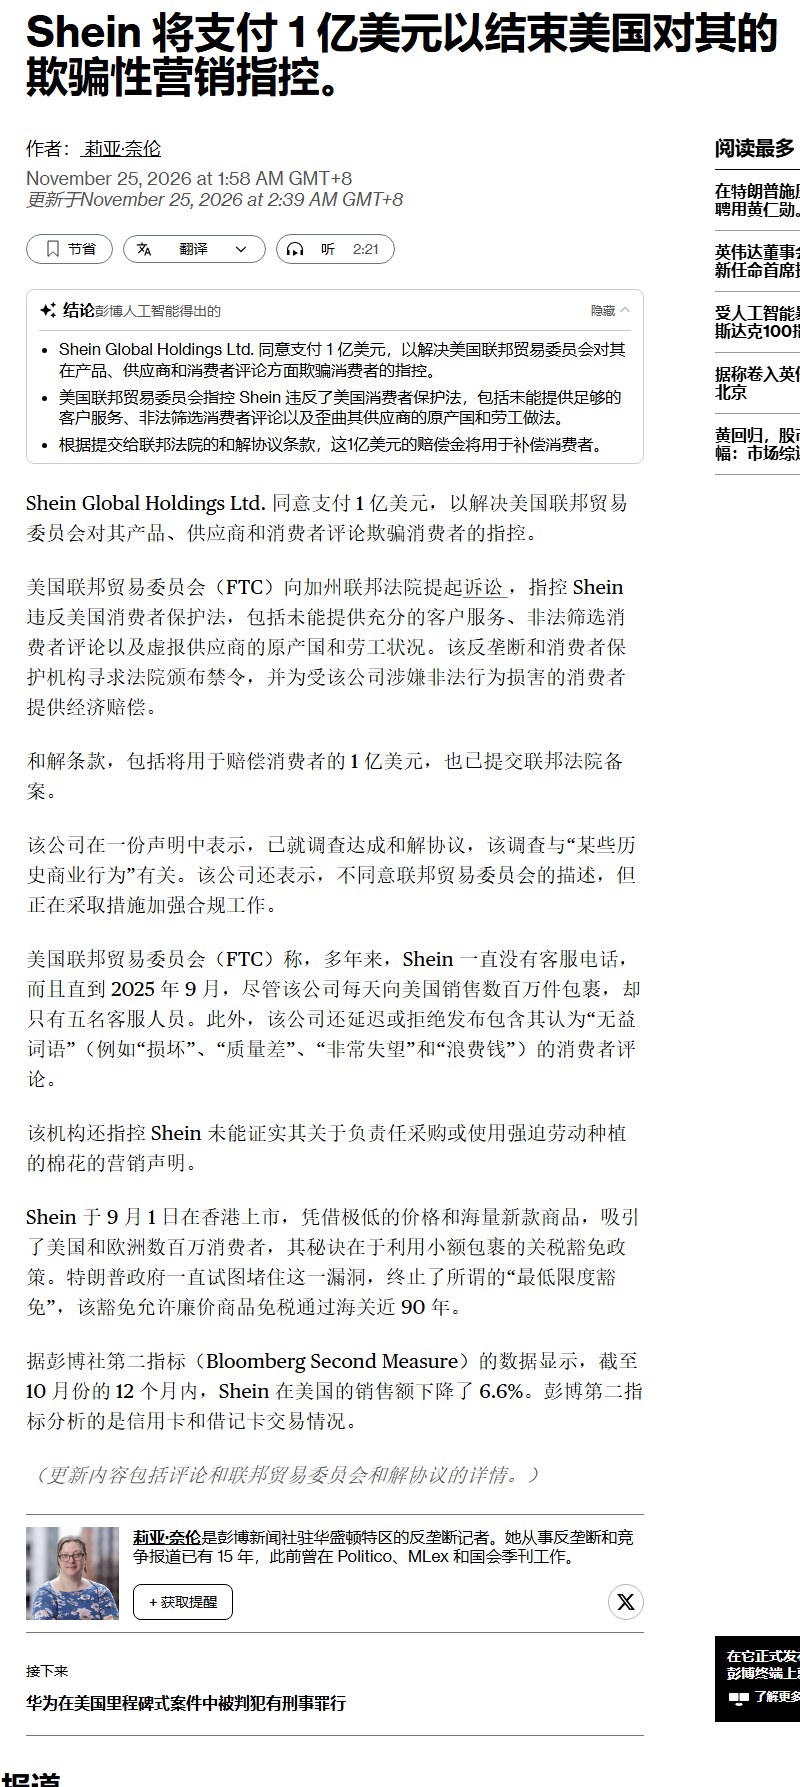 Shein 将支付 1 亿美元以结束美国对其的
欺骗性营销指控。
作者： 莉亚·奈伦
November 25, 2026 at 1:58 AM GMT+8
更新于November 25, 2026 at 2:39 AM GMT+8
节省
翻译
听 2:21
结论彭博人工智能得出的
隐藏
Shein Global Holdings Ltd. 同意支付 1 亿美元，以解决美国联邦贸易委员会对其
在产品、供应商和消费者评论方面欺骗消费者的指控。
美国联邦贸易委员会指控 Shein 违反了美国消费者保护法，包括未能提供足够的
客户服务、非法筛选消费者评论以及歪曲其供应商的原产国和劳工做法。
根据提交给联邦法院的和解协议条款，这1亿美元的赔偿金将用于补偿消费者。
Shein Global Holdings Ltd. 同意支付 1 亿美元，以解决美国联邦贸易
委员会对其产品、供应商和消费者评论欺骗消费者的指控。
美国联邦贸易委员会（FTC）向加州联邦法院提起诉讼 ，指控 Shein
违反美国消费者保护法，包括未能提供充分的客户服务、非法筛选消
费者评论以及虚报供应商的原产国和劳工状况。该反垄断和消费者保
护机构寻求法院颁布禁令，并为受该公司涉嫌非法行为损害的消费者
提供经济赔偿。
和解条款，包括将用于赔偿消费者的 1 亿美元，也已提交联邦法院备
案。
该公司在一份声明中表示，已就调查达成和解协议，该调查与“某些历
史商业行为”有关。该公司还表示，不同意联邦贸易委员会的描述，但
正在采取措施加强合规工作。
美国联邦贸易委员会（FTC）称，多年来，Shein 一直没有客服电话，
而且直到 2025 年 9 月，尽管该公司每天向美国销售数百万件包裹，却
只有五名客服人员。此外，该公司还延迟或拒绝发布包含其认为“无益
词语”（例如“损坏”、“质量差”、“非常失望”和“浪费钱”）的消费者评
论。
该机构还指控 Shein 未能证实其关于负责任采购或使用强迫劳动种植
的棉花的营销声明。
Shein 于 9 月 1 日在香港上市，凭借极低的价格和海量新款商品，吸引
了美国和欧洲数百万消费者，其秘诀在于利用小额包裹的关税豁免政
策。特朗普政府一直试图堵住这一漏洞，终止了所谓的“最低限度豁
免”，该豁免允许廉价商品免税通过海关近 90 年。
据彭博社第二指标（Bloomberg Second Measure）的数据显示，截至
10 月份的 12 个月内，Shein 在美国的销售额下降了 6.6%。彭博第二指
标分析的是信用卡和借记卡交易情况。
（更新内容包括评论和联邦贸易委员会和解协议的详情。）
莉亚·奈伦是彭博新闻社驻华盛顿特区的反垄断记者。她从事反垄断和竞
争报道已有 15 年，此前曾在 Politico、MLex 和国会季刊工作。
+ 获取提醒
接下来
华为在美国里程碑式案件中被判犯有刑事罪行
阅读最多
在特朗普施
聘用黄仁勋。
英伟达董事
新任命首席
受人工智能
斯达克100
据称卷入英
北京
黄回归，股
幅：市场综
在它正式发
彭博终端上
了解更多
报道